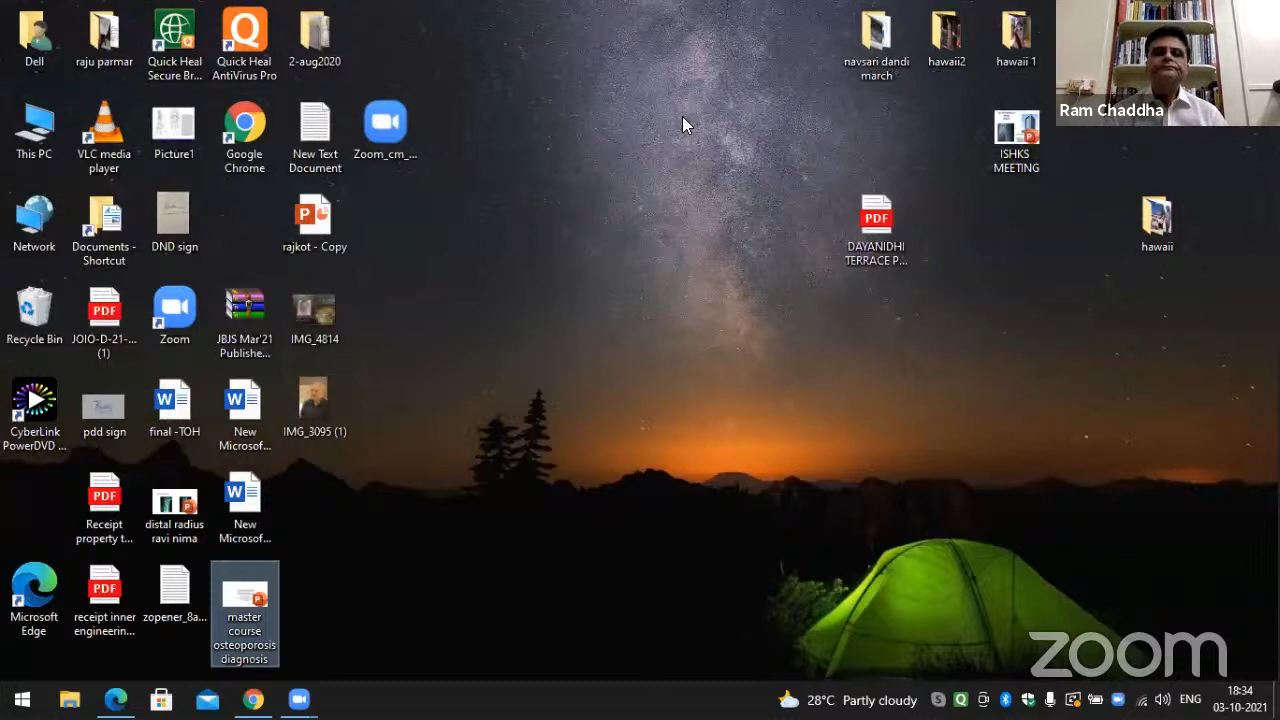 Dell
raju parmar
Quick Heal
Secure Br...
Quick Heal
AntiVirus Pro
2-aug2020
navsari dandi
march
hawaii2
hawaii 1
Ram Chaddha
This PC
VLC media
player
Picture1
Google
Chrome
New Text
Document
Zoom_cm_...
ISHKS
MEETING
Network
Documents -
Shortcut
DND sign
rajkot - Copy
PDF
DAYANIDHI
TERRACE P...
hawaii
Recycle Bin
PDF
JOIO-D-21-...
(1)
Zoom
JBJS Mar'21
Publishe...
IMG_4814
CyberLink
PowerDVD ...
pdd sign
final -TOH
New
Microsof...
IMG_3095 (1)
PDF
Receipt
property t...
distal radius
ravi nima
New
Microsof...
Microsoft
Edge
PDF
receipt inner
engineerin...
zopener_8a...
master
course
osteoporosis
diagnosis
zoom
28°C Partly cloudy
ENG
18:34
03-10-2021